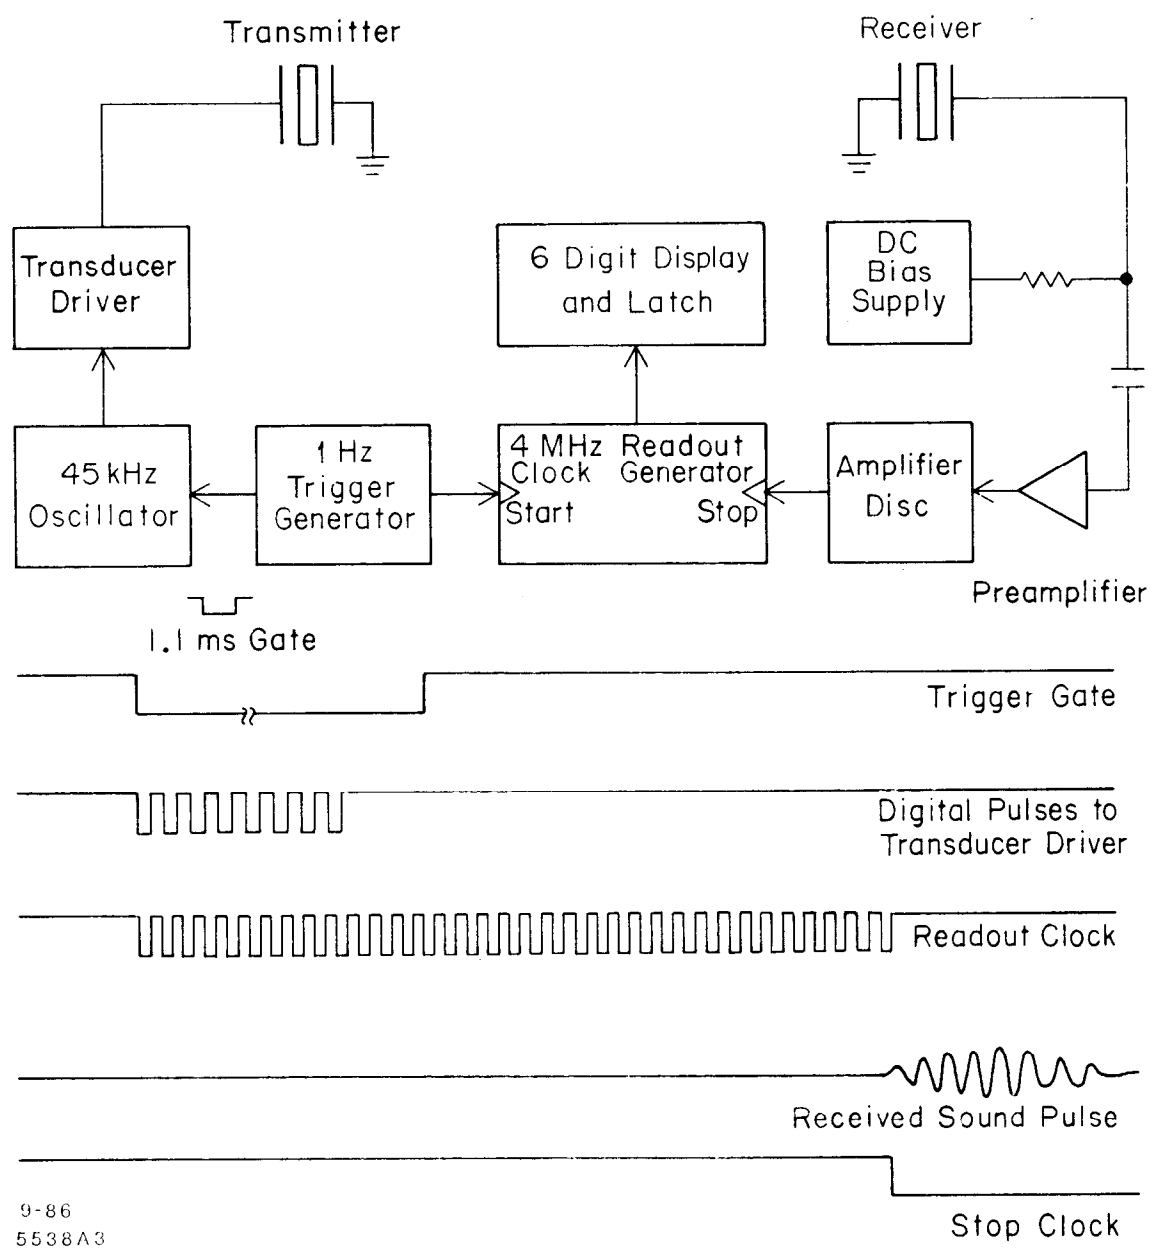 Transmitter
Receiver
Transducer
Driver
6 Digit Display
and Latch
DC
Bias
Supply
45 kHz
Oscillator
1 Hz
Trigger
Generator
4 MHz Readout
Clock Generator
Start Stop
Amplifier
Disc
Preamplifier
1.1 ms Gate
Trigger Gate
Digital Pulses to
Transducer Driver
Readout Clock
Received Sound Pulse
Stop Clock
9-86
5538A3